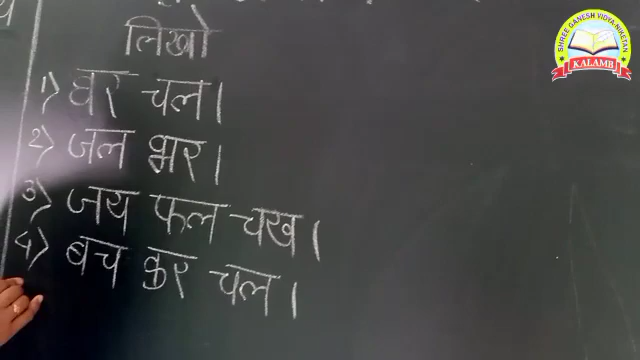 लिखो
1) घर चल।
2) जल भर।
3) जय फल चख।
4) बच कर चल।
SHREE GANESH VIDYA NIKETAN
KALAMB